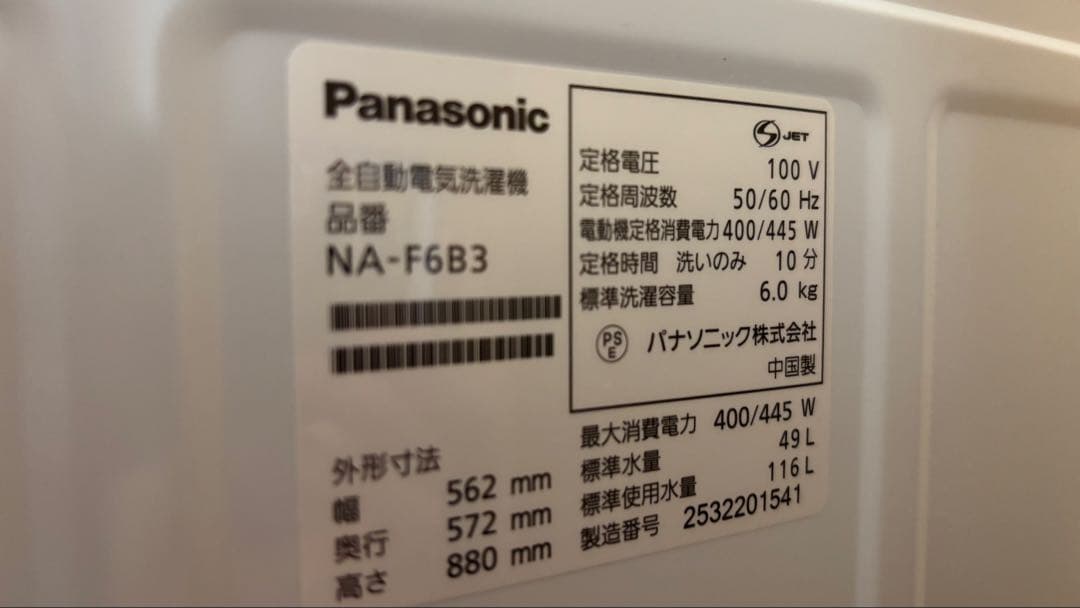 Panasonic
全自動電気洗濯機
品番
NA-F6B3
外形寸法
幅 562 mm
奥行 572 mm
高さ 880 mm
S JET
定格電圧 100 V
定格周波数 50/60 Hz
電動機定格消費電力 400/445 W
定格時間 洗いのみ 10 分
標準洗濯容量 6.0 kg
PS
E
パナソニック株式会社
中国製
最大消費電力 400/445 W
標準水量 49 L
標準使用水量 116 L
製造番号 2532201541